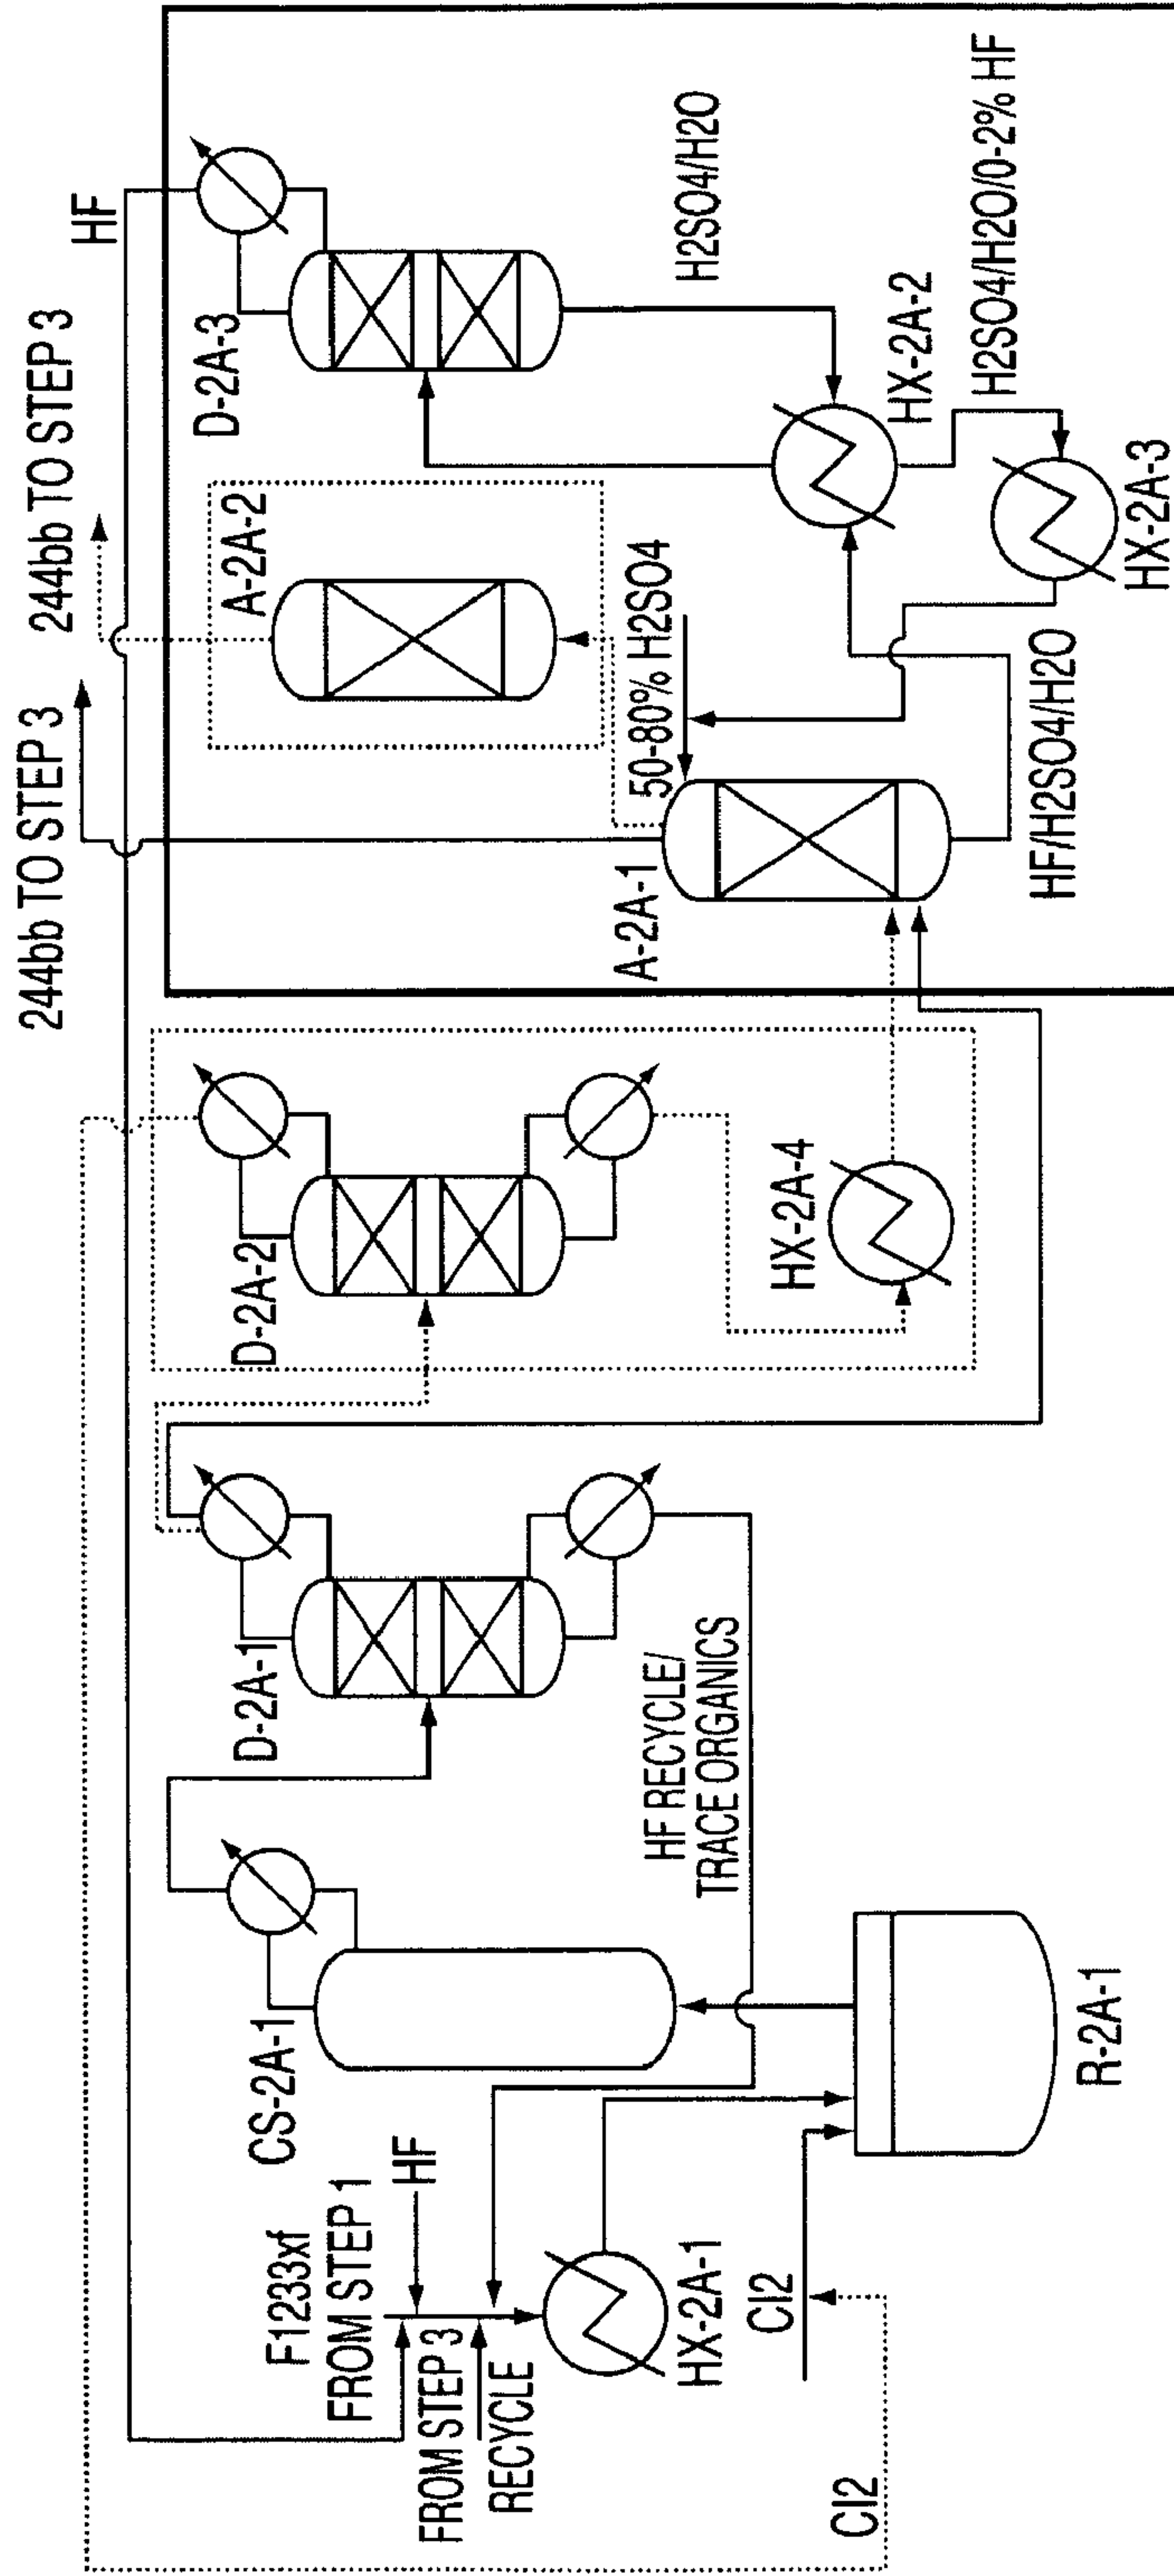 244bb TO STEP 3
244bb TO STEP 3
HF
D-2A-3
A-2A-2
H2SO4/H2O
50-80% H2SO4
A-2A-1
HX-2A-2
H2SO4/H2O/0-2% HF
HX-2A-3
HF/H2SO4/H2O
D-2A-2
HX-2A-4
D-2A-1
HF RECYCLE/
TRACE ORGANICS
CS-2A-1
F1233xf
FROM STEP 1
HF
FROM STEP 3
RECYCLE
HX-2A-1
Cl2
Cl2
R-2A-1